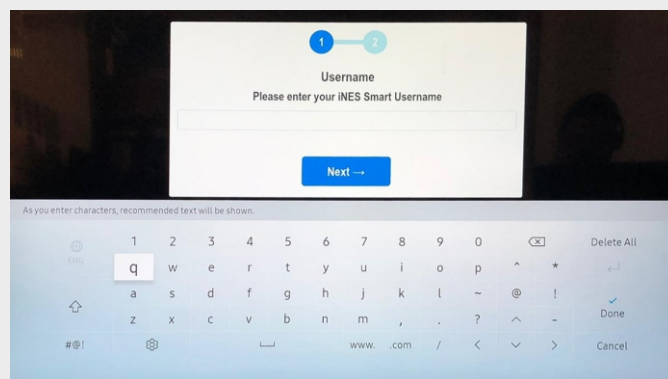 1 2
Username
Please enter your iNES Smart Username
Next →
As you enter characters, recommended text will be shown.
1 2 3 4 5 6 7 8 9 0 Delete All
ENG q w e r t y u i o p ^ *
a s d f g h j k l ~ @ !
z x c v b n m , . ? ^ - Done
#@! www. .com / < > Cancel